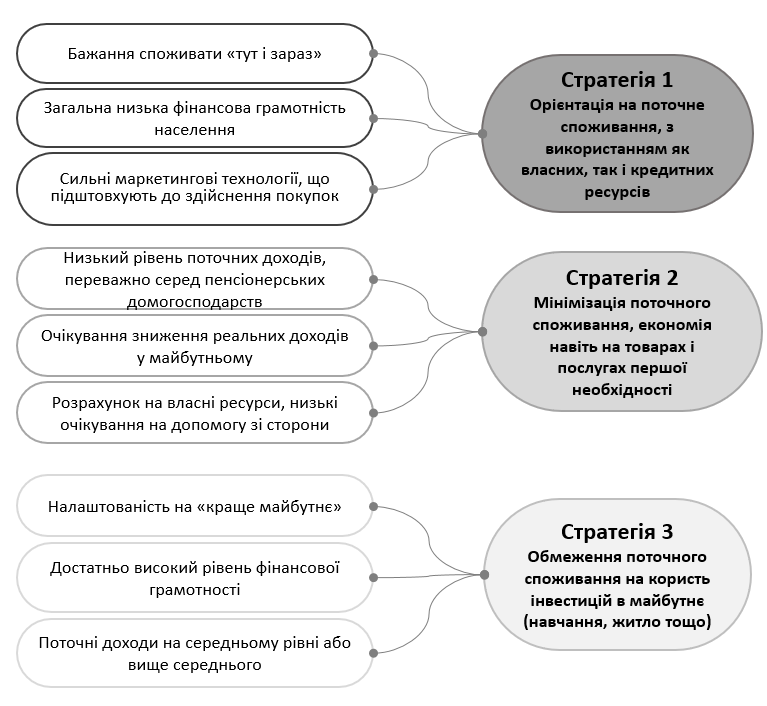 Бажання споживати «тут і зараз»
Загальна низька фінансова грамотність
населення
Сильні маркетингові технології, що
підштовхують до здійснення покупок
Стратегія 1
Орієнтація на поточне
споживання, з
використанням як
власних, так і кредитних
ресурсів
Низький рівень поточних доходів,
переважно серед пенсіонерських
домогосподарств
Очікування зниження реальних доходів
у майбутньому
Розрахунок на власні ресурси, низькі
очікування на допомогу зі сторони
Стратегія 2
Мінімізація поточного
споживання, економія
навіть на товарах і
послугах першої
необхідності
Налаштованість на «краще майбутнє»
Достатньо високий рівень фінансової
грамотності
Поточні доходи на середньому рівні або
вище середнього
Стратегія 3
Обмеження поточного
споживання на користь
інвестицій в майбутнє
(навчання, житло тощо)